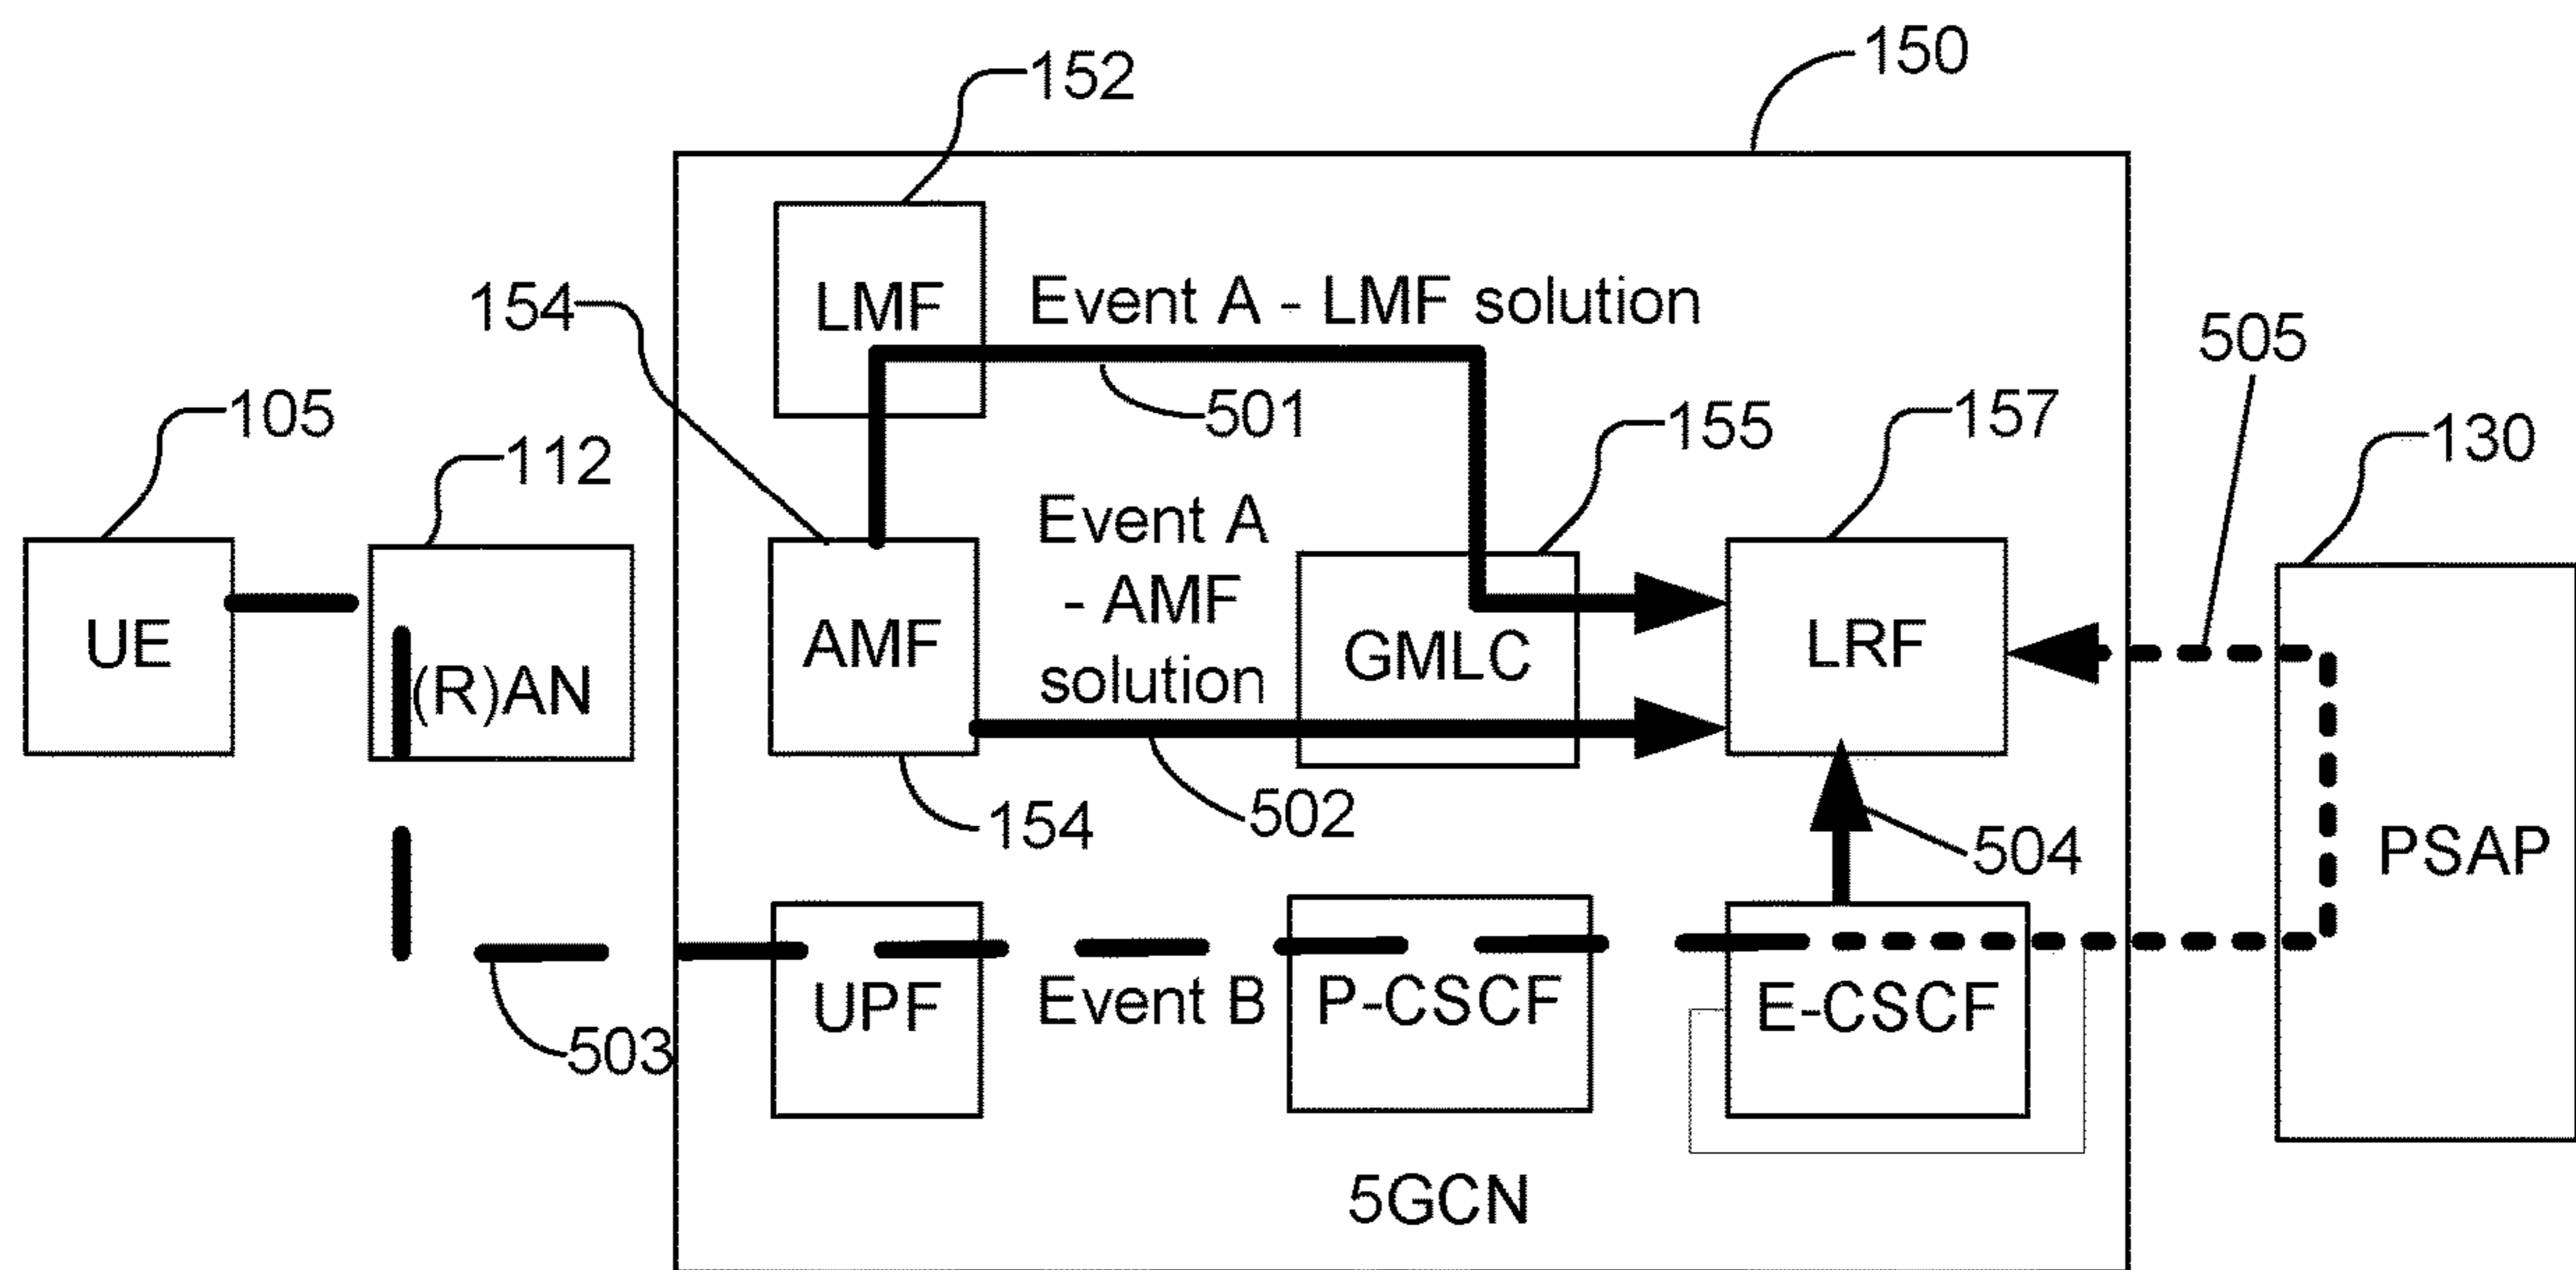 150
152
LMF
Event A - LMF solution
154
505
501
105
157
155
130
112
Event A
- AMF
solution
UE
(R)AN
AMF
GMLC
LRF
502
154
504
PSAP
UPF
Event B
P-CSCF
E-CSCF
503
5GCN